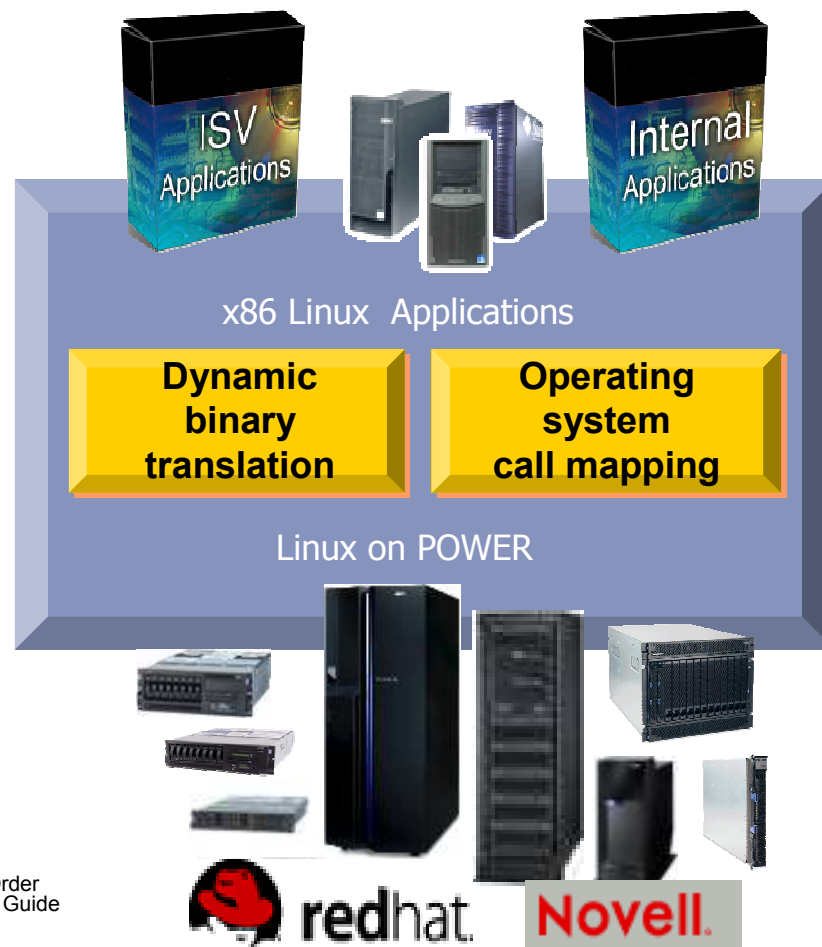 ISV
Applications
Internal
Applications
x86 Linux Applications
Dynamic
binary
translation
Operating
system
call mapping
Linux on POWER
Guide
redhat.
Novell.